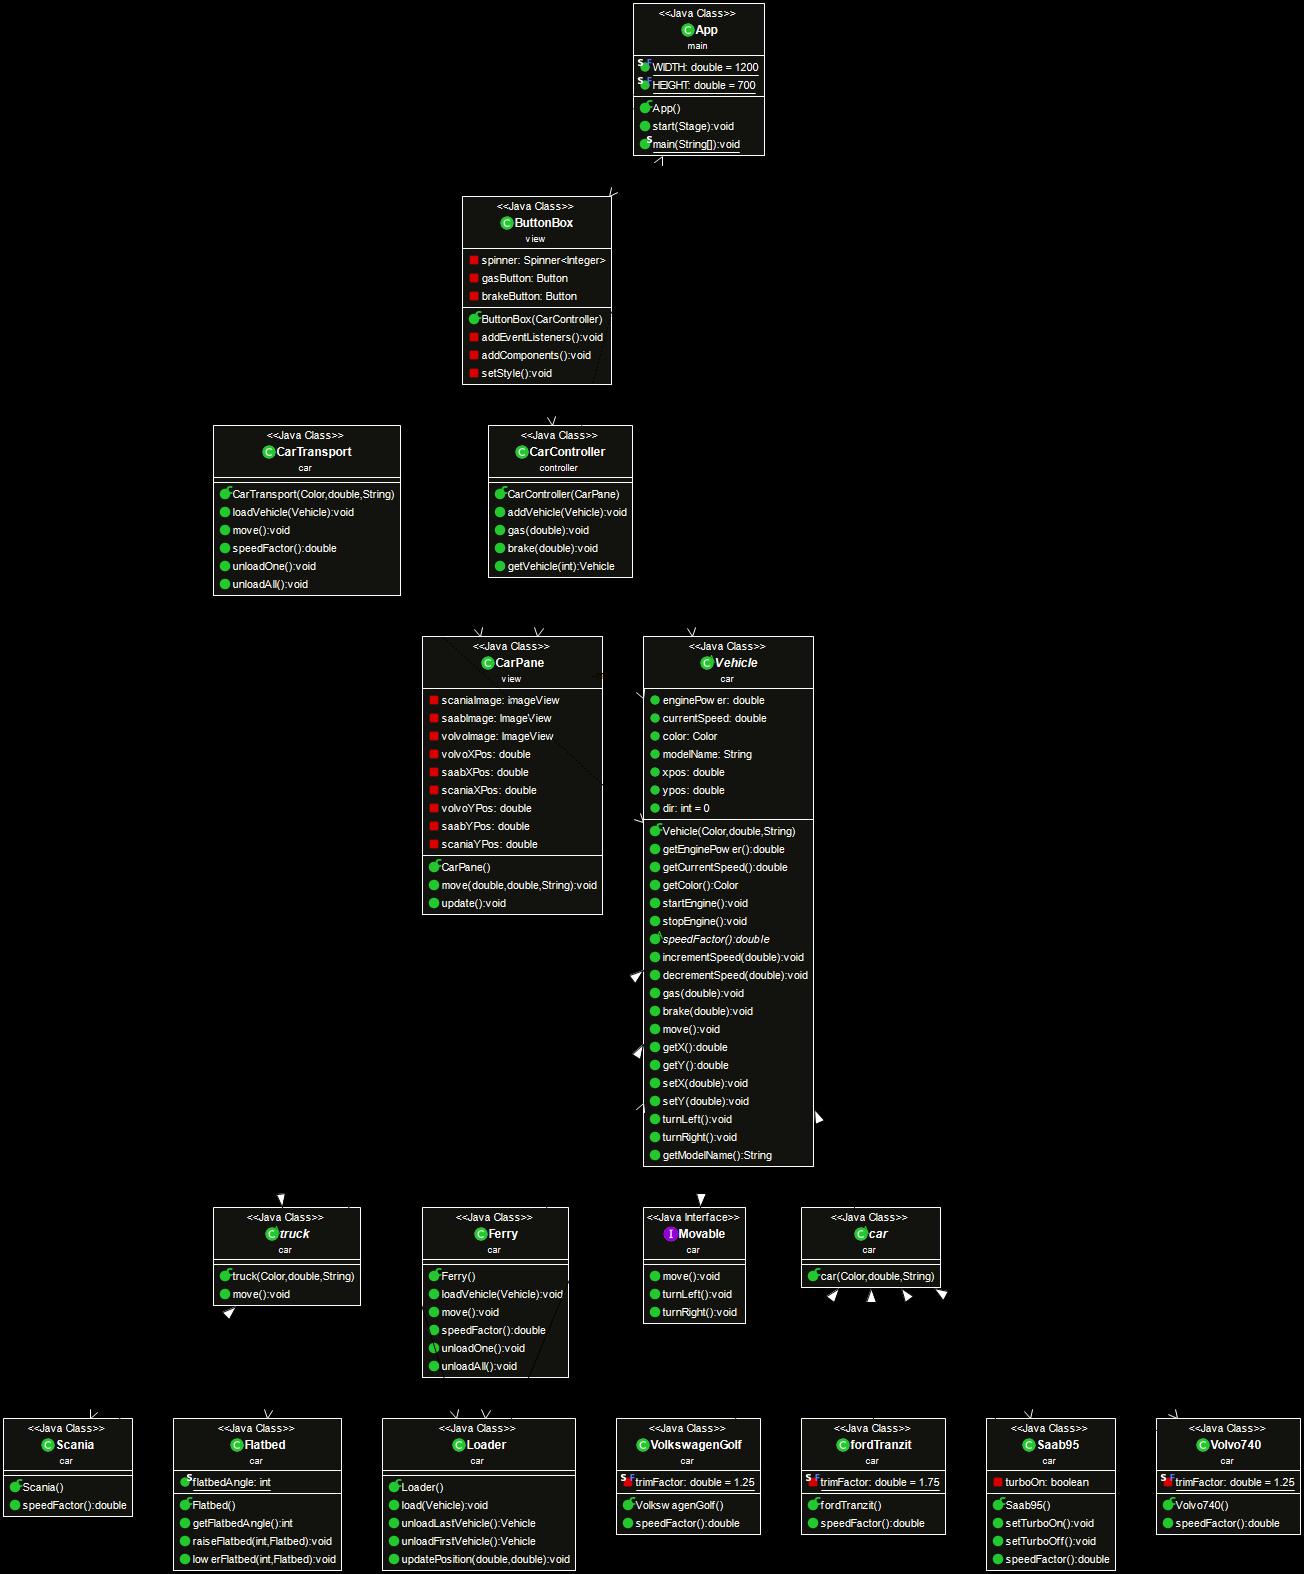 <<Java Class>>
App
main
WIDTH: double = 1200
HEIGHT: double = 700
App()
start(Stage):void
main(String[]):void
<<Java Class>>
ButtonBox
view
spinner: Spinner<Integer>
gasButton: Button
brakeButton: Button
ButtonBox(CarController)
addEventListeners():void
addComponents():void
setStyle():void
<<Java Class>>
CarTransport
car
CarTransport(Color,double,String)
loadVehicle(Vehicle):void
move():void
speedFactor():double
unloadOne():void
unloadAll():void
<<Java Class>>
CarController
controller
CarController(CarPane)
addVehicle(Vehicle):void
gas(double):void
brake(double):void
getVehicle(int):Vehicle
<<Java Class>>
CarPane
view
scaniaImage: imageView
saabImage: ImageView
volvoImage: ImageView
volvoXPos: double
saabXPos: double
scaniaXPos: double
volvoYPos: double
saabYPos: double
scaniaYPos: double
CarPane()
move(double,double,String):void
update():void
<<Java Class>>
Vehicle
car
enginePower: double
currentSpeed: double
color: Color
modelName: String
xpos: double
ypos: double
dir: int = 0
Vehicle(Color,double,String)
getEnginePower():double
getCurrentSpeed():double
getColor():Color
startEngine():void
stopEngine():void
speedFactor():double
incrementSpeed(double):void
decrementSpeed(double):void
gas(double):void
brake(double):void
move():void
getX():double
getY():double
setX(double):void
setY(double):void
turnLeft():void
turnRight():void
getModelName():String
<<Java Class>>
truck
car
truck(Color,double,String)
move():void
<<Java Class>>
Ferry
car
Ferry()
loadVehicle(Vehicle):void
move():void
speedFactor():double
unloadOne():void
unloadAll():void
<<Java Interface>>
Movable
car
move():void
turnLeft():void
turnRight():void
<<Java Class>>
car
car
car(Color,double,String)
<<Java Class>>
Scania
car
Scania()
speedFactor():double
<<Java Class>>
Flatbed
car
flatbedAngle: int
Flatbed()
getFlatbedAngle():int
raiseFlatbed(int,Flatbed):void
lowerFlatbed(int,Flatbed):void
<<Java Class>>
Loader
car
Loader()
load(Vehicle):void
unloadLastVehicle():Vehicle
unloadFirstVehicle():Vehicle
updatePosition(double,double):void
<<Java Class>>
VolkswagenGolf
car
trimFactor: double = 1.25
VolkswagenGolf()
speedFactor():double
<<Java Class>>
fordTranzit
car
trimFactor: double = 1.75
fordTranzit()
speedFactor():double
<<Java Class>>
Saab95
car
turboOn: boolean
Saab95()
setTurboOn():void
setTurboOff():void
speedFactor():double
<<Java Class>>
Volvo740
car
trimFactor: double = 1.25
Volvo740()
speedFactor():double